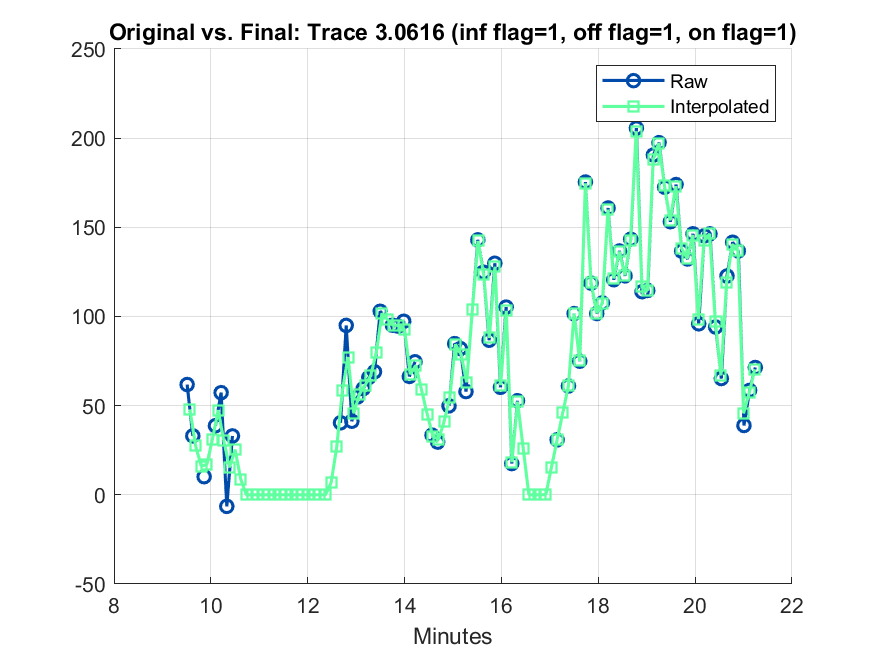 Original vs. Final: Trace 3.0616 (inf flag=1, off flag=1, on flag=1)
250
200
150
100
50
0
-50
Raw
Interpolated
8 10 12 14 16 18 20 22
Minutes